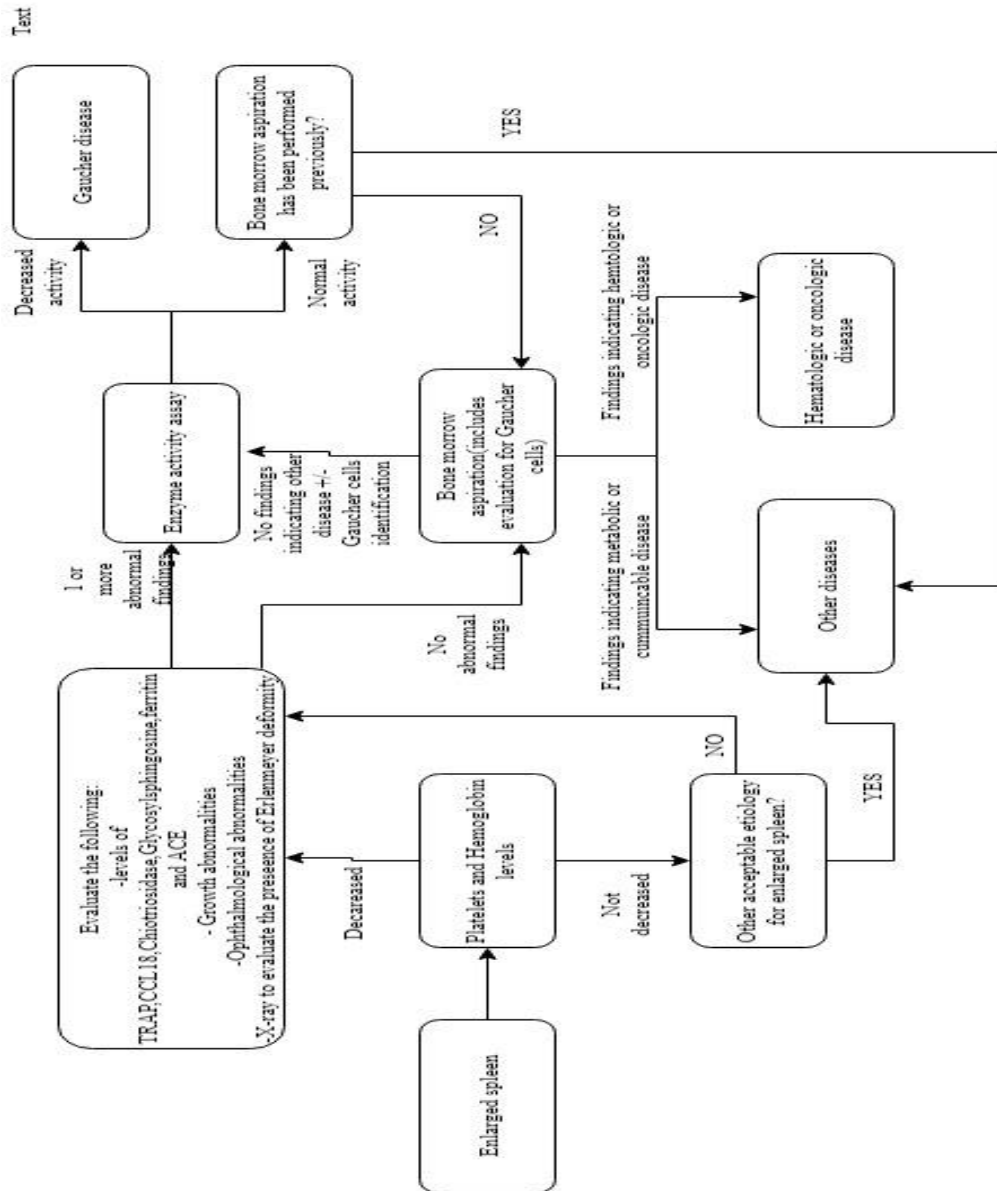 Text
Enlarged spleen
Platelets and Hemoglobin
levels
Decareased
Not
decreased
Other acceptable etiology
for enlarged spleen?
NO
YES
Evaluate the following:
-levels of
TRAP,CCL18,Chiotriosidase,Glycosylsphingosine,ferritin
and ACE
- Growth abnormalities
-Ophthalmological abnormalities
-X-ray to evaluate the preseence of Erlenmeyer deformity
1 or
more
abnormal
findings
No
abnormal
findings
Enzyme activity assay
No findings
indicating other
disease +/-
Gaucher cells
identification
Bone morrow
aspiration(includes
evaluation for Gaucher
cells)
Decreased
activity
Normal
activity
Gaucher disease
Bone morrow aspiration
has been performed
previously?
NO
YES
Findings indicating metabolic or
cummuincable disease
Findings indicating hemtologic or
oncologic disease
Other diseases
Hematologic or oncologic
disease